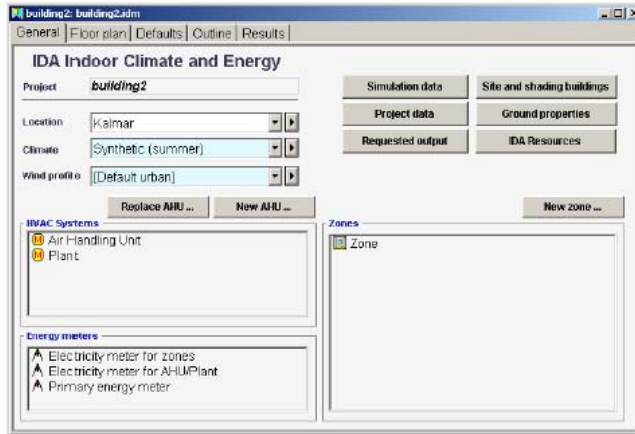 building2: building2.idm
General Floor plan Defaults Outline Results
IDA Indoor Climate and Energy
Project building2
Location Kalmar
Climate Synthetic (summer)
Wind profile [Default urban]
Simulation data Site and shading buildings
Project data Ground properties
Requested output IDA Resources
Replace AHU ... New AHU ... New zone ...
HVAC Systems
Air Handling Unit
Plant
Zones
Zone
Energy meters
Electricity meter for zones
Electricity meter for AHU/Plant
Primary energy meter